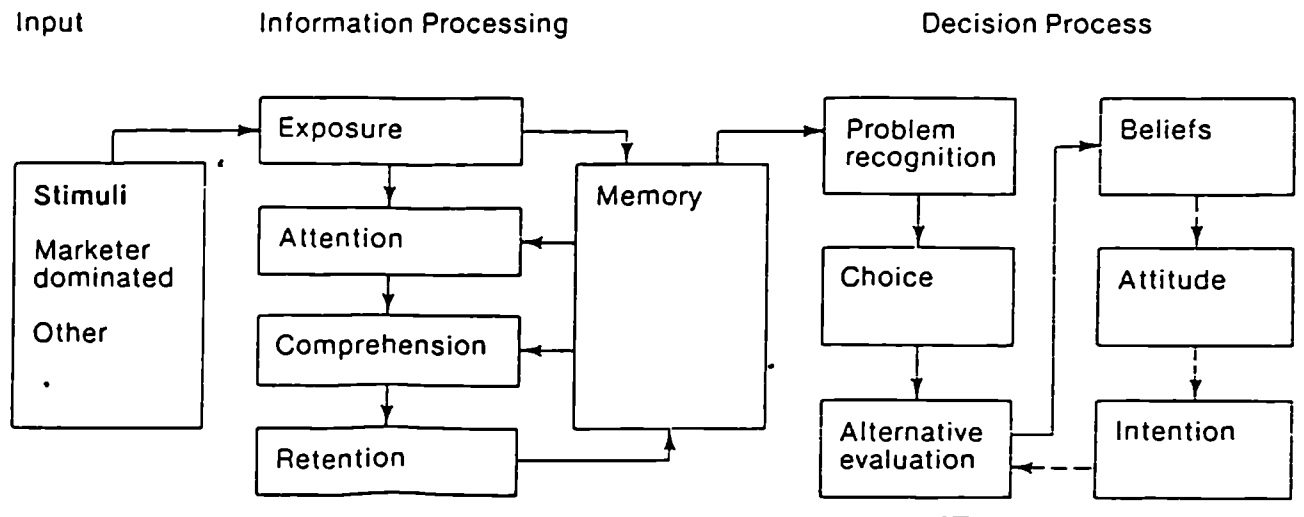 Input
Information Processing
Decision Process
Stimuli
Marketer
dominated
Other
Exposure
Attention
Comprehension
Retention
Memory
Problem
recognition
Choice
Alternative
evaluation
Beliefs
Attitude
Intention